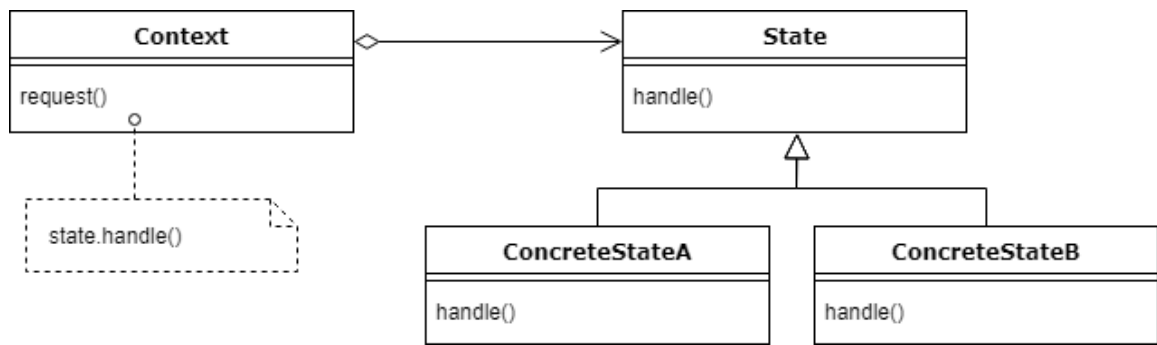 Context
request()
state.handle()
State
handle()
ConcreteStateA
handle()
ConcreteStateB
handle()